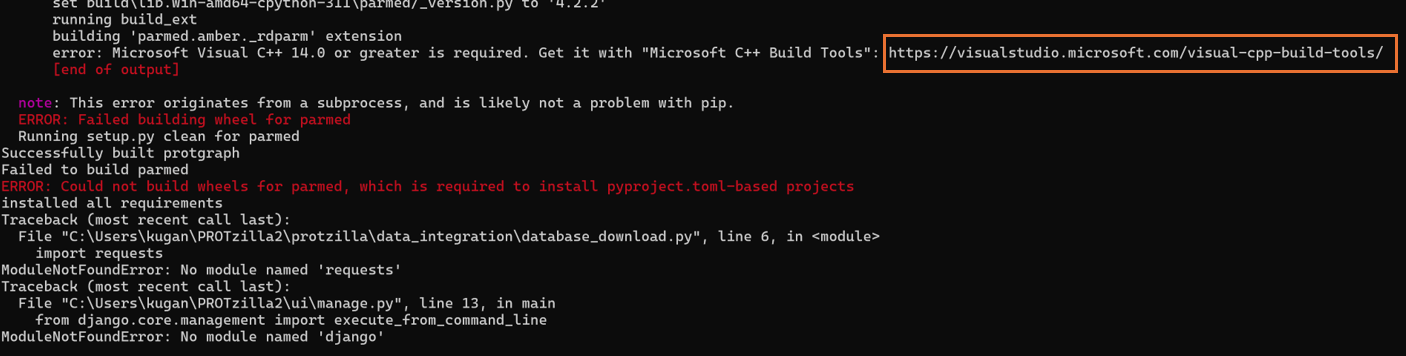 set build\lib.win-amd64-cpython-311\parmed/_version.py to '4.2.2'
running build_ext
building 'parmed.amber._rdparm' extension
error: Microsoft Visual C++ 14.0 or greater is required. Get it with "Microsoft C++ Build Tools": https://visualstudio.microsoft.com/visual-cpp-build-tools/
[end of output]
note: This error originates from a subprocess, and is likely not a problem with pip.
ERROR: Failed building wheel for parmed
Running setup.py clean for parmed
Successfully built protgraph
Failed to build parmed
ERROR: Could not build wheels for parmed, which is required to install pyproject.toml-based projects
installed all requirements
Traceback (most recent call last):
File "C:\Users\kugan\PROTzilla2\protzilla\data_integration\database_download.py", line 6, in <module>
import requests
ModuleNotFoundError: No module named 'requests'
Traceback (most recent call last):
File "C:\Users\kugan\PROTzilla2\ui\manage.py", line 13, in main
from django.core.management import execute_from_command_line
ModuleNotFoundError: No module named 'django'